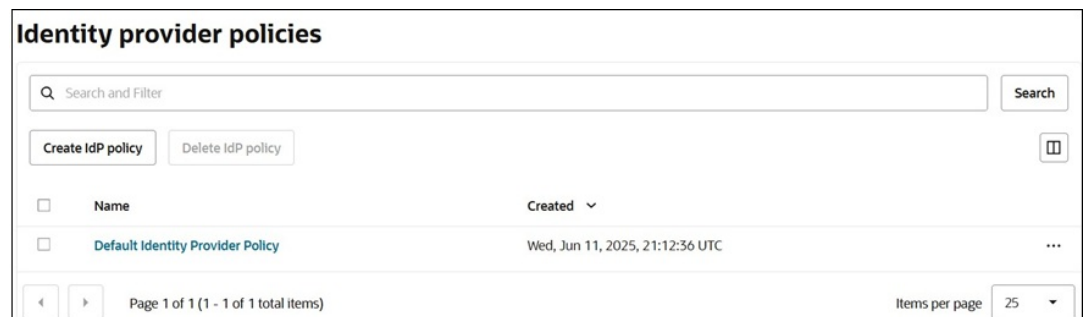 Identity provider policies
Search and Filter
Search
Create IdP policy
Delete IdP policy
Name
Created
Default Identity Provider Policy
Wed, Jun 11, 2025, 21:12:36 UTC
Page 1 of 1 (1 - 1 of 1 total items)
Items per page
25